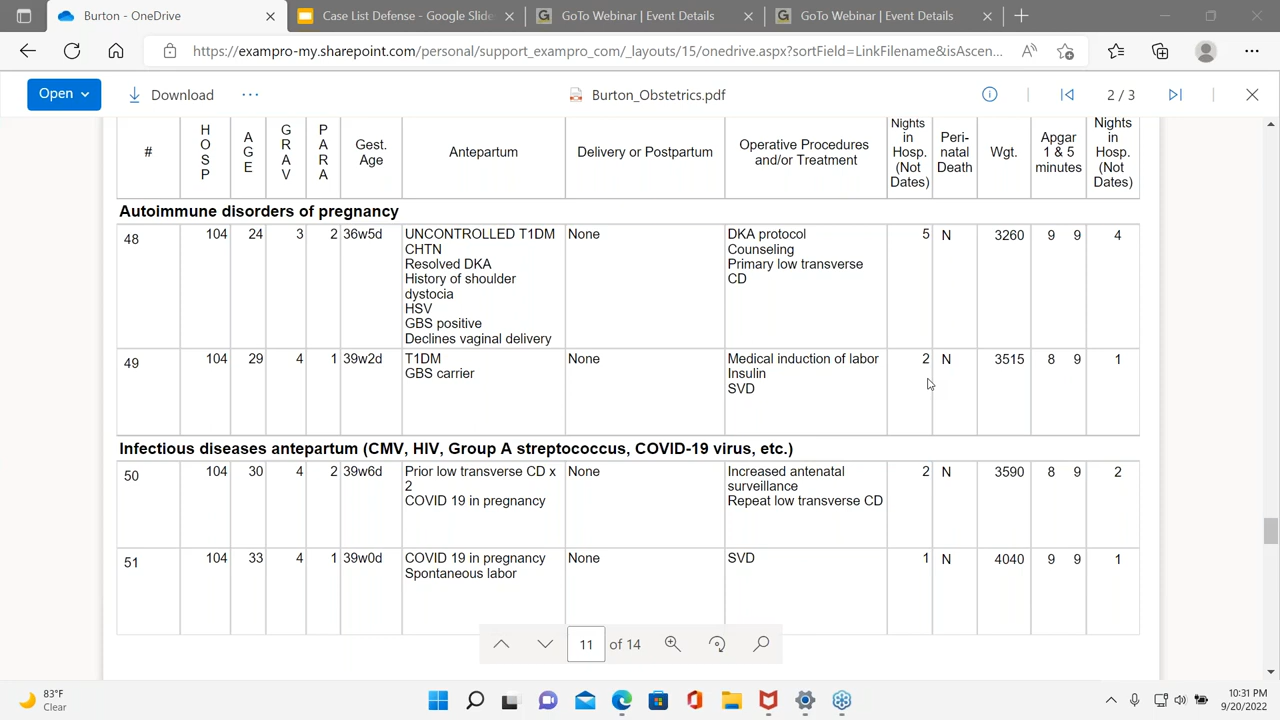 Burton - OneDrive
Case List Defense - Google Slide
GoTo Webinar | Event Details
GoTo Webinar | Event Details
https://exampro-my.sharepoint.com/personal/support_exampro_com/_layouts/15/onedrive.aspx?sortField=LinkFilename&isAscen...
Open
Download
Burton_Obstetrics.pdf
2 / 3
#
HOSP
AGE
GRAV
PARA
Gest.
Age
Antepartum
Delivery or Postpartum
Operative Procedures
and/or Treatment
Nights
in
Hosp.
(Not
Dates)
Peri-
natal
Death
Wgt.
Apgar
1 & 5
minutes
Nights
in
Hosp.
(Not
Dates)
Autoimmune disorders of pregnancy
48 104 24 3 2 36w5d UNCONTROLLED T1DM None DKA protocol 5 N 3260 9 9 4
CHTN Counseling
Resolved DKA Primary low transverse
History of shoulder CD
dystocia
HSV
GBS positive
Declines vaginal delivery
49 104 29 4 1 39w2d T1DM None Medical induction of labor 2 N 3515 8 9 1
GBS carrier Insulin
SVD
Infectious diseases antepartum (CMV, HIV, Group A streptococcus, COVID-19 virus, etc.)
50 104 30 4 2 39w6d Prior low transverse CD x None Increased antenatal 2 N 3590 8 9 2
2 surveillance
COVID 19 in pregnancy Repeat low transverse CD
51 104 33 4 1 39w0d COVID 19 in pregnancy None SVD 1 N 4040 9 9 1
Spontaneous labor
11 of 14
83°F
Clear
10:31 PM
9/20/2022